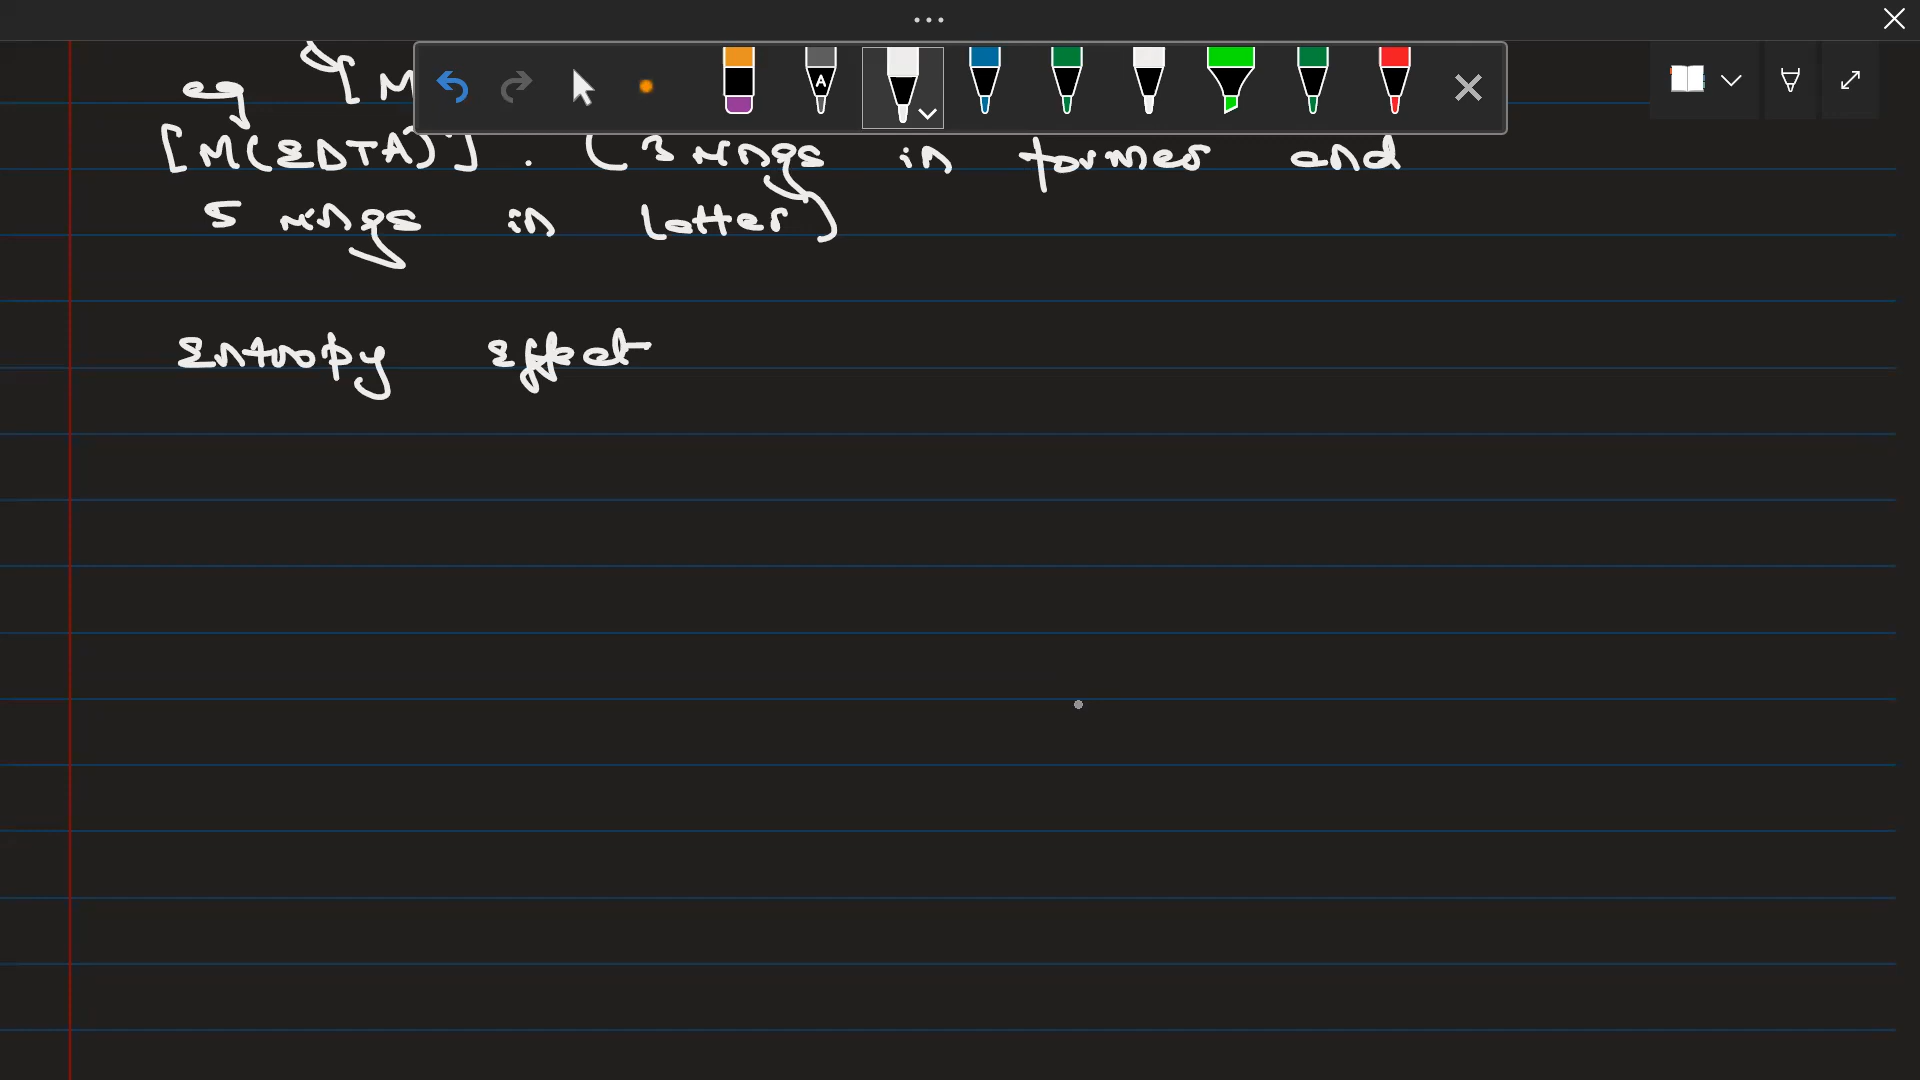 eg [M
[M(EDTA)]. (3 rings in former and
5 rings in latter)
Entropy Effect